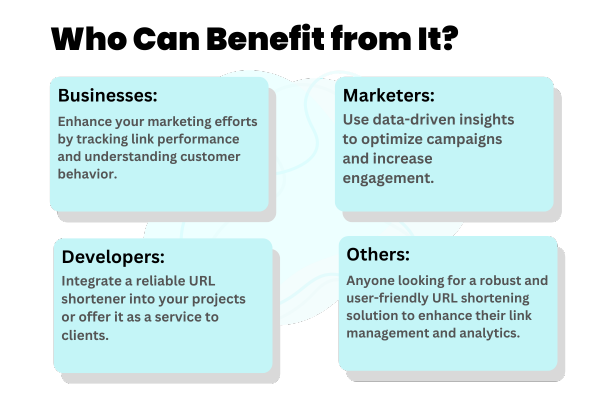 Who Can Benefit from It?
Businesses:
Enhance your marketing efforts
by tracking link performance
and understanding customer
behavior.
Marketers:
Use data-driven insights
to optimize campaigns
and increase
engagement.
Developers:
Integrate a reliable URL
shortener into your projects
or offer it as a service to
clients.
Others:
Anyone looking for a robust and
user-friendly URL shortening
solution to enhance their link
management and analytics.